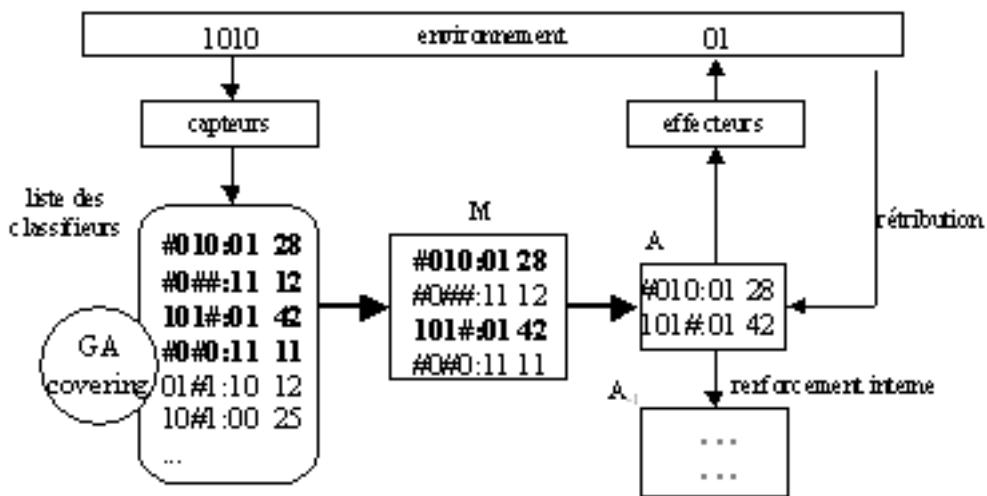 1010 environnement 01
capteurs
effecteurs
liste des
classifieurs
#010:01 28
#0##:11 12
101#:01 42
#0#0:11 11
01#1:10 12
10#1:00 25
...
GA
covering
M
#010:01 28
#0##:11 12
101#:01 42
#0#0:11 11
A
#010:01 28
101#:01 42
rétribution
renforcement interne
A-1
...
...